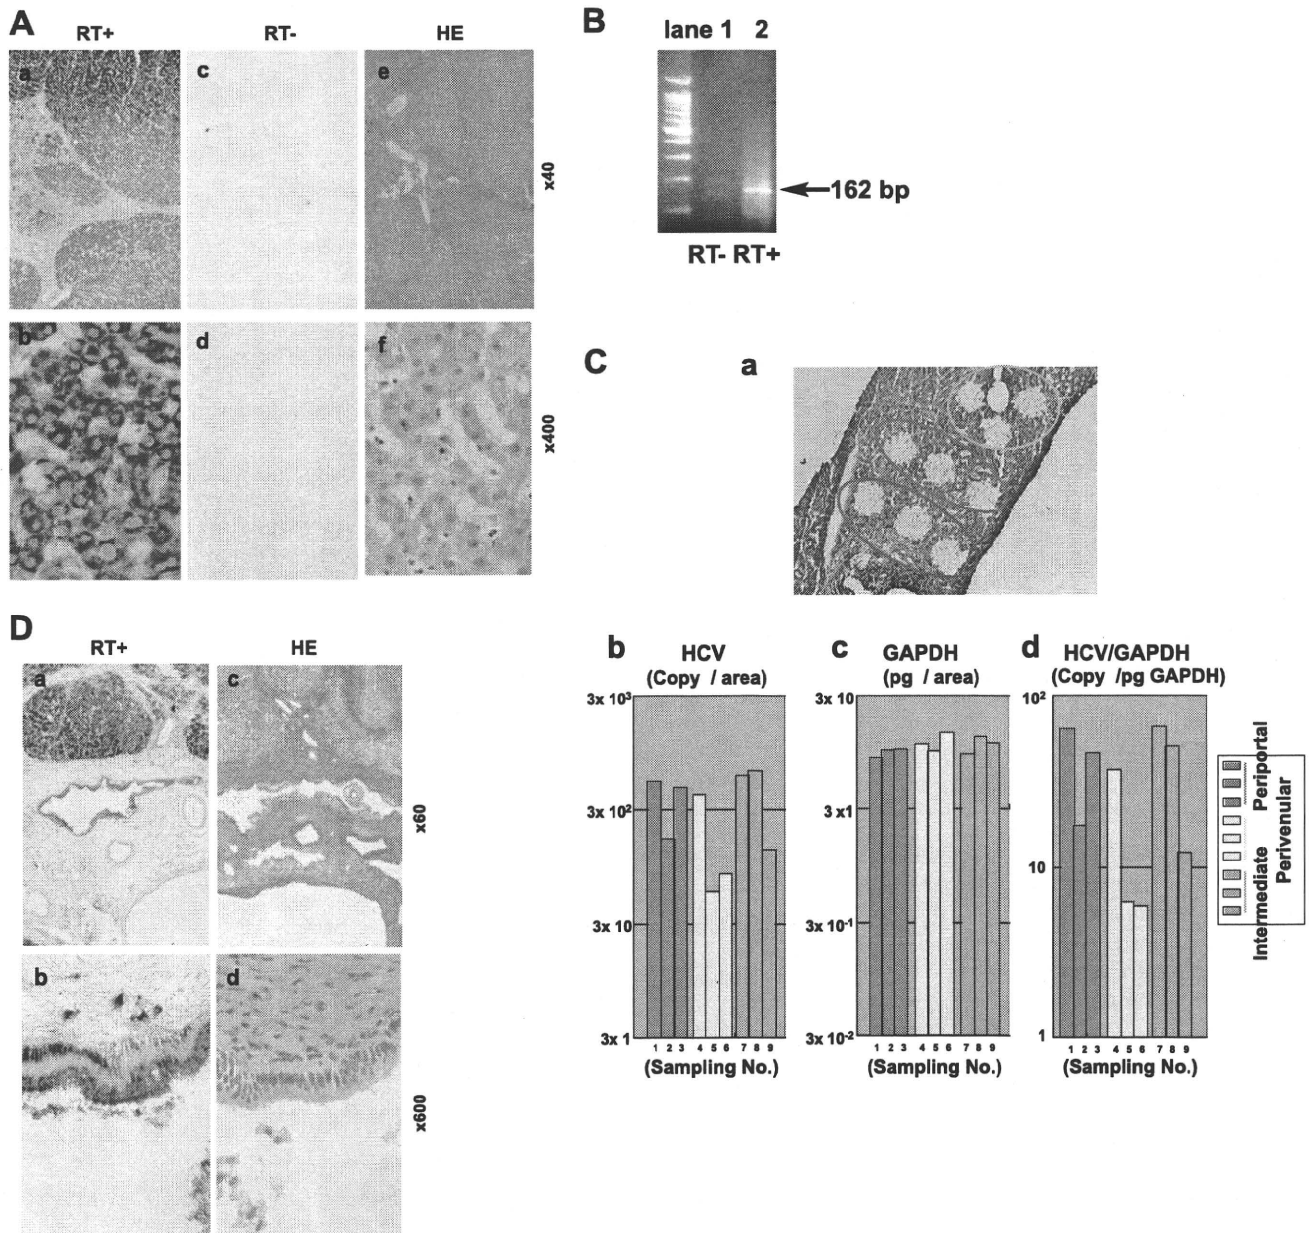 A
RT+
RT-
HE
a
c
e
x40
b
d
f
x400
B
lane 1 2
162 bp
RT- RT+
C
a
D
RT+
HE
a
c
x60
b
d
x600
b
HCV
(Copy / area)
3x 10³
3x 10²
3x 10
3x 1
1 2 3 4 5 6 7 8 9
(Sampling No.)
c
GAPDH
(pg / area)
3x 10
3 x1
3x 10-1
3x 10-2
1 2 3 4 5 6 7 8 9
(Sampling No.)
d
HCV/GAPDH
(Copy /pg GAPDH)
10²
10
1
1 2 3 4 5 6 7 8 9
(Sampling No.)
Periportal
Perivenular
Intermediate